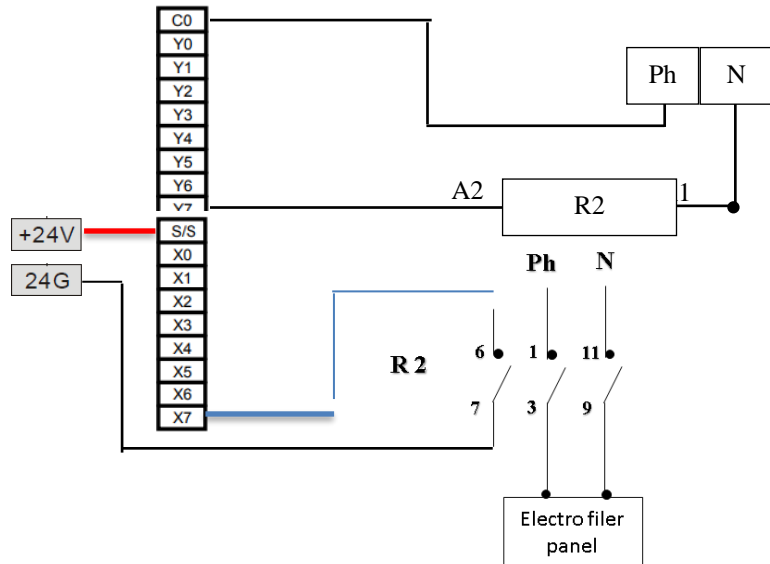 C0
Y0
Y1
Y2
Y3
Y4
Y5
Y6
Y7
Ph N
A2 R2 1
+24V
24G
S/S
X0
X1
X2
X3
X4
X5
X6
X7
Ph N
R 2
6 1 11
7 3 9
Electro filer
panel